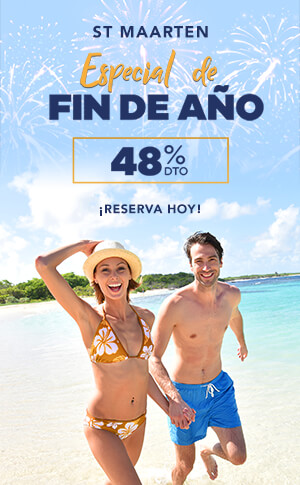 ST MAARTEN
Especial de
FIN DE AÑO
48%
DTO
¡RESERVA HOY!